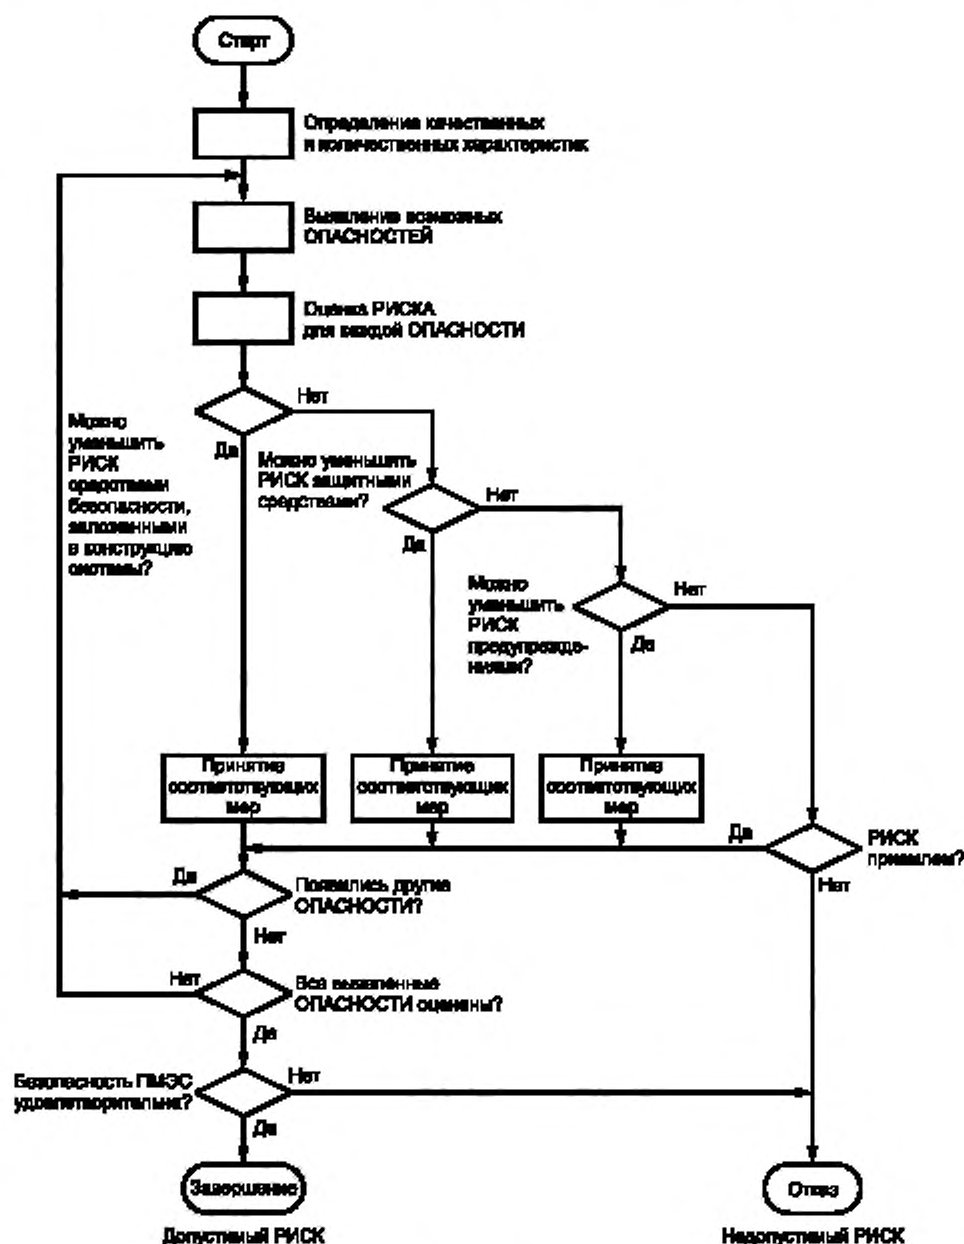 Старт
Определение качественных
и количественных характеристик
Выявление возможных
ОПАСНОСТЕЙ
Оценка РИСКА
для каждой ОПАСНОСТИ
Нет
Да
Можно
уменьшить
РИСК
средствами
безопасности,
заложенными
в конструкцию
системы?
Можно уменьшить
РИСК защитными
средствами?
Нет
Да
Можно
уменьшить
РИСК
предупрежде-
ниями?
Нет
Да
Принятие
соответствующих
мер
Принятие
соответствующих
мер
Принятие
соответствующих
мер
Да
РИСК
приемлем?
Нет
Да
Появились другие
ОПАСНОСТИ?
Нет
Нет
Все выявленные
ОПАСНОСТИ оценены?
Да
Безопасность ПМЭС
удовлетворительна?
Нет
Да
Завершение
Отказ
Допустимый РИСК
Недопустимый РИСК